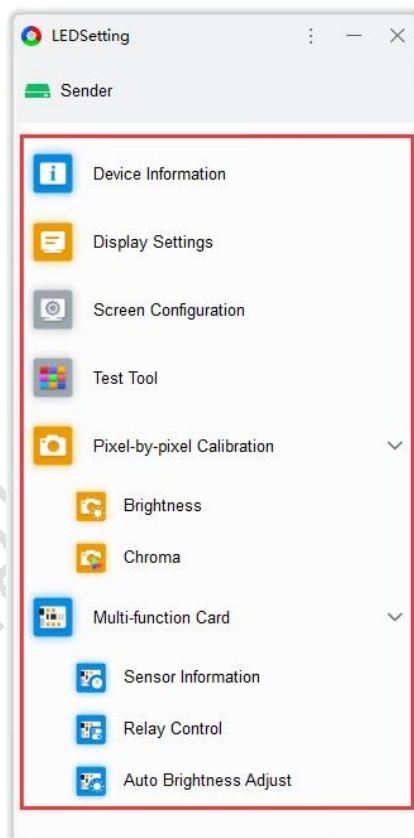 LEDSetting
Sender
Device Information
Display Settings
Screen Configuration
Test Tool
Pixel-by-pixel Calibration
Brightness
Chroma
Multi-function Card
Sensor Information
Relay Control
Auto Brightness Adjust